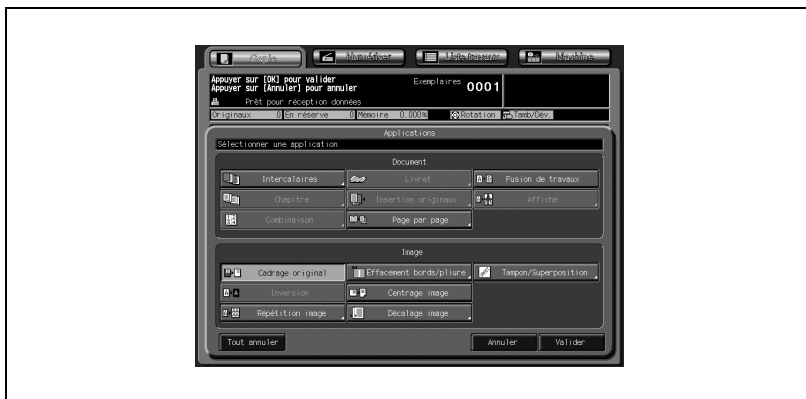 Copie Numériser Liste travaux Machine
Appuyer sur [OK] pour valider
Appuyer sur [Annuler] pour annuler
Exemplaires 0001
Prêt pour réception données
Originaux 0 En réserve 0 Mémoire 0.000% Rotation Tamb/Dév.
Applications
Sélectionner une application
Document
Intercalaires Livret Fusion de travaux
Chapitre Insertion originaux Affiche
Combinaison Page par page
Image
Cadrage original Effacement bords/pliure Tampon/Superposition
Inversion Centrage image
Répétition image Décalage image
Tout annuler Annuler Valider